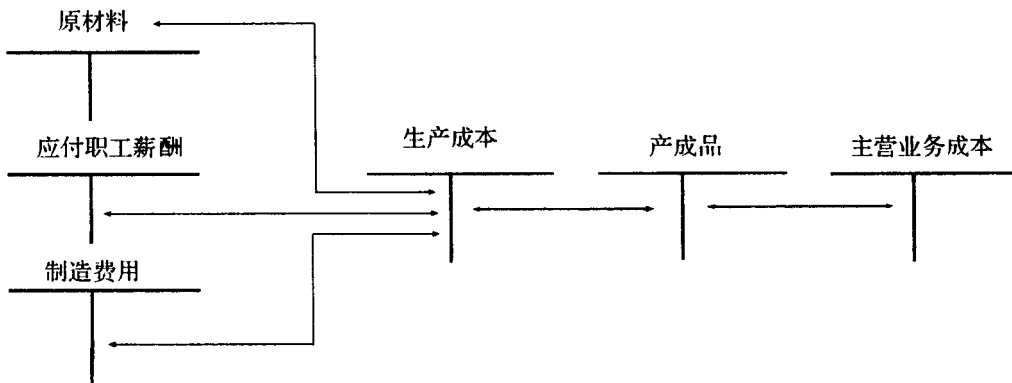 原材料
应付职工薪酬
制造费用
生产成本
产成品
主营业务成本